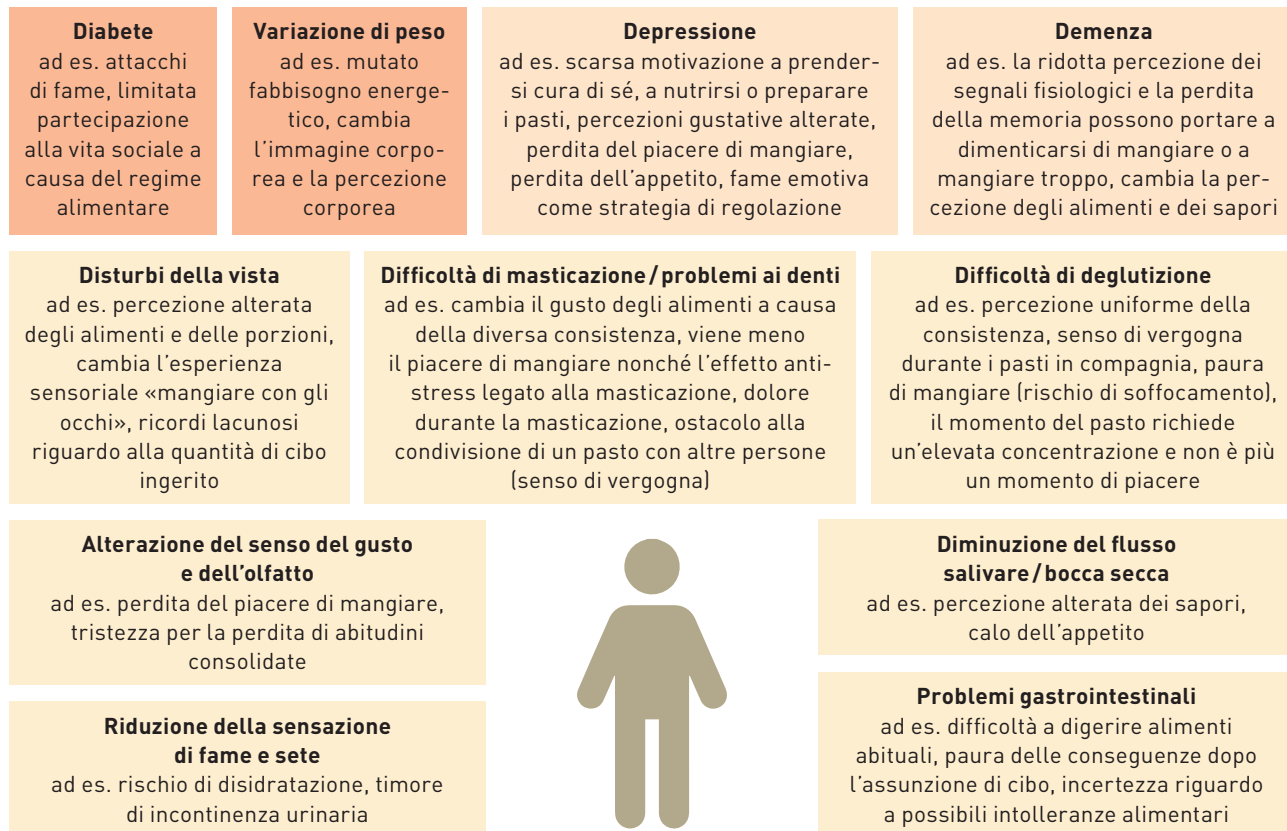 Diabete
ad es. attacchi
di fame, limitata
partecipazione
alla vita sociale a
causa del regime
alimentare
Variazione di peso
ad es. mutato
fabbisogno energe-
tico, cambia
l’immagine corpo-
rea e la percezione
corporea
Depressione
ad es. scarsa motivazione a prender-
si cura di sé, a nutrirsi o preparare
i pasti, percezioni gustative alterate,
perdita del piacere di mangiare,
perdita dell’appetito, fame emotiva
come strategia di regolazione
Demenza
ad es. la ridotta percezione dei
segnali fisiologici e la perdita
della memoria possono portare a
dimenticarsi di mangiare o a
mangiare troppo, cambia la per-
cezione degli alimenti e dei sapori
Disturbi della vista
ad es. percezione alterata
degli alimenti e delle porzioni,
cambia l’esperienza
sensoriale «mangiare con gli
occhi», ricordi lacunosi
riguardo alla quantità di cibo
ingerito
Difficoltà di masticazione / problemi ai denti
ad es. cambia il gusto degli alimenti a causa
della diversa consistenza, viene meno
il piacere di mangiare nonché l’effetto anti-
stress legato alla masticazione, dolore
durante la masticazione, ostacolo alla
condivisione di un pasto con altre persone
(senso di vergogna)
Difficoltà di deglutizione
ad es. percezione uniforme della
consistenza, senso di vergogna
durante i pasti in compagnia, paura
di mangiare (rischio di soffocamento),
il momento del pasto richiede
un’elevata concentrazione e non è più
un momento di piacere
Alterazione del senso del gusto
e dell’olfatto
ad es. perdita del piacere di mangiare,
tristezza per la perdita di abitudini
consolidate
Diminuzione del flusso
salivare / bocca secca
ad es. percezione alterata dei sapori,
calo dell’appetito
Riduzione della sensazione
di fame e sete
ad es. rischio di disidratazione, timore
di incontinenza urinaria
Problemi gastrointestinali
ad es. difficoltà a digerire alimenti
abituali, paura delle conseguenze dopo
l’assunzione di cibo, incertezza riguardo
a possibili intolleranze alimentari